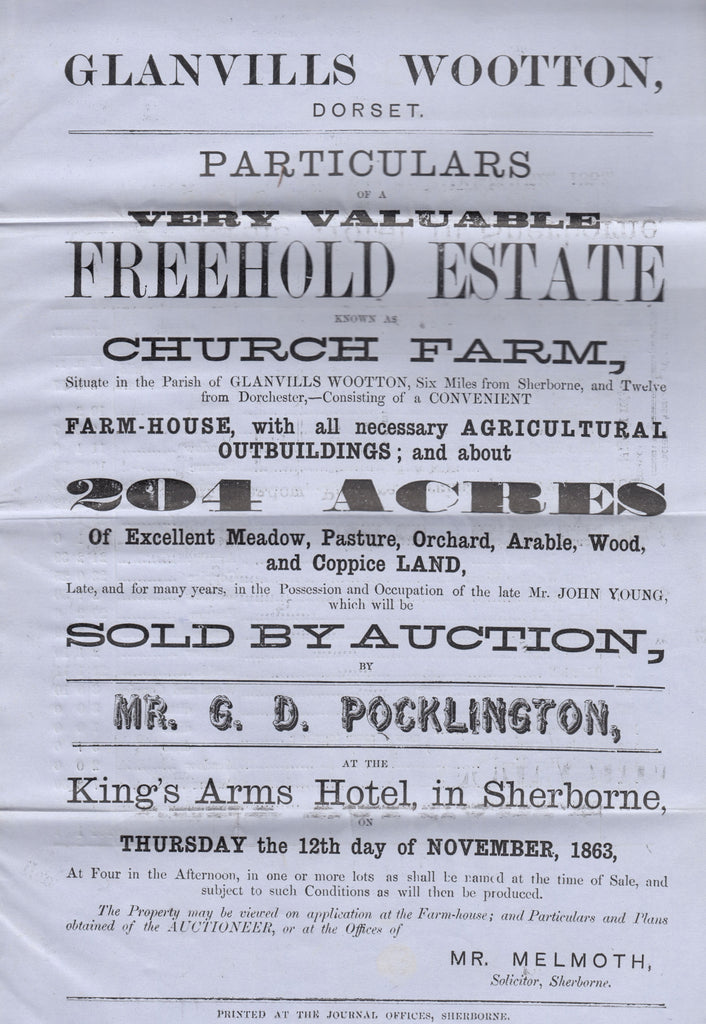 GLANVILLS WOOTTON,
DORSET.
PARTICULARS
OF A
VERY VALUABLE
FREEHOLD ESTATE
KNOWN AS
CHURCH FARM,
Situate in the Parish of GLANVILLS WOOTTON, Six Miles from Sherborne, and Twelve
from Dorchester,—Consisting of a CONVENIENT
FARM-HOUSE, with all necessary AGRICULTURAL
OUTBUILDINGS; and about
204 ACRES
Of Excellent Meadow, Pasture, Orchard, Arable, Wood,
and Coppice LAND,
Late, and for many years, in the Possession and Occupation of the late Mr. JOHN YOUNG,
which will be
SOLD BY AUCTION,
BY
MR. G. D. POCKLINGTON,
AT THE
King's Arms Hotel, in Sherborne,
ON
THURSDAY the 12th day of NOVEMBER, 1863,
At Four in the Afternoon, in one or more lots as shall be named at the time of Sale, and
subject to such Conditions as will then be produced.
The Property may be viewed on application at the Farm-house; and Particulars and Plans
obtained of the AUCTIONEER, or at the Offices of
MR. MELMOTH,
Solicitor, Sherborne.
PRINTED AT THE JOURNAL OFFICES, SHERBORNE.